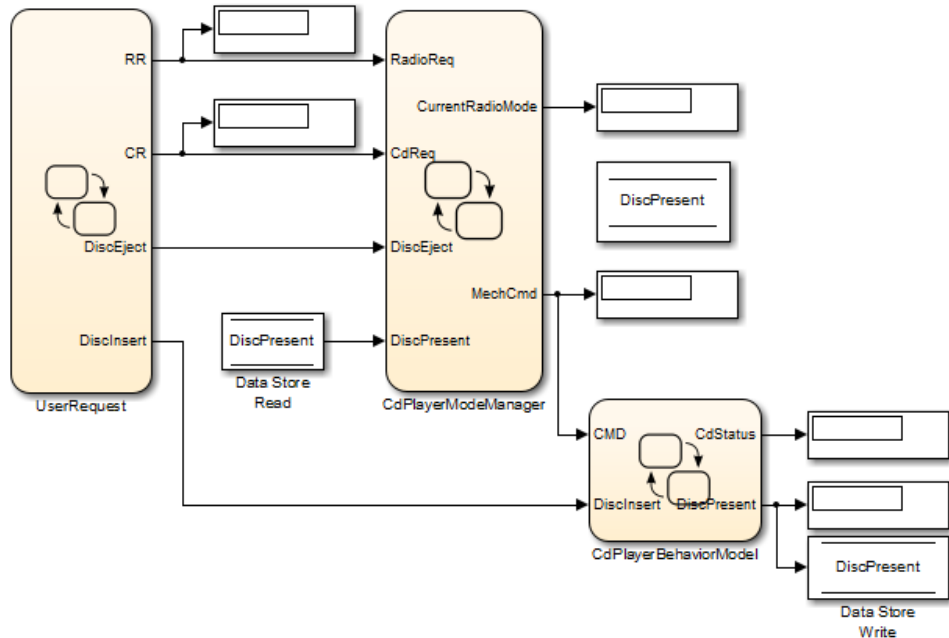 RR
RadioReq
CurrentRadioMode
CR
CdReq
DiscPresent
DiscEject
DiscEject
MechCmd
DiscInsert
DiscPresent
DiscPresent
Data Store
Read
UserRequest
CdPlayerModeManager
CMD
CdStatus
DiscInsert
DiscPresent
CdPlayerBehaviorModel
DiscPresent
Data Store
Write